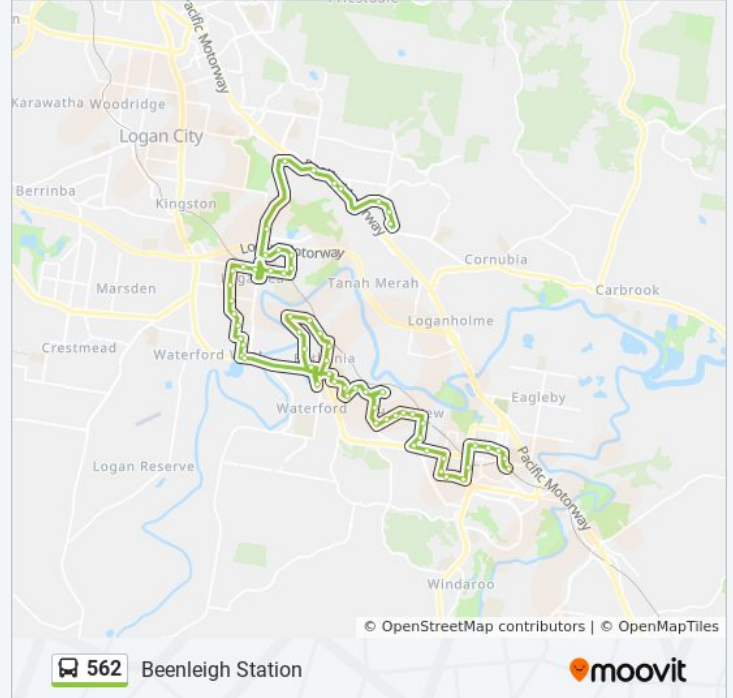 Pacific Motorway
Karawatha
Woodridge
Logan City
Berrinba
Kingston
Motorway
Cornubia
Marsden
Tanah Merah
Carbrook
Loganholme
Crestmead
Waterford
Eagleby
Waterford
Pacific Motorway
Logan Reserve
Windaroo
© OpenStreetMap contributors | © OpenMapTiles
562 Beenleigh Station
moovit